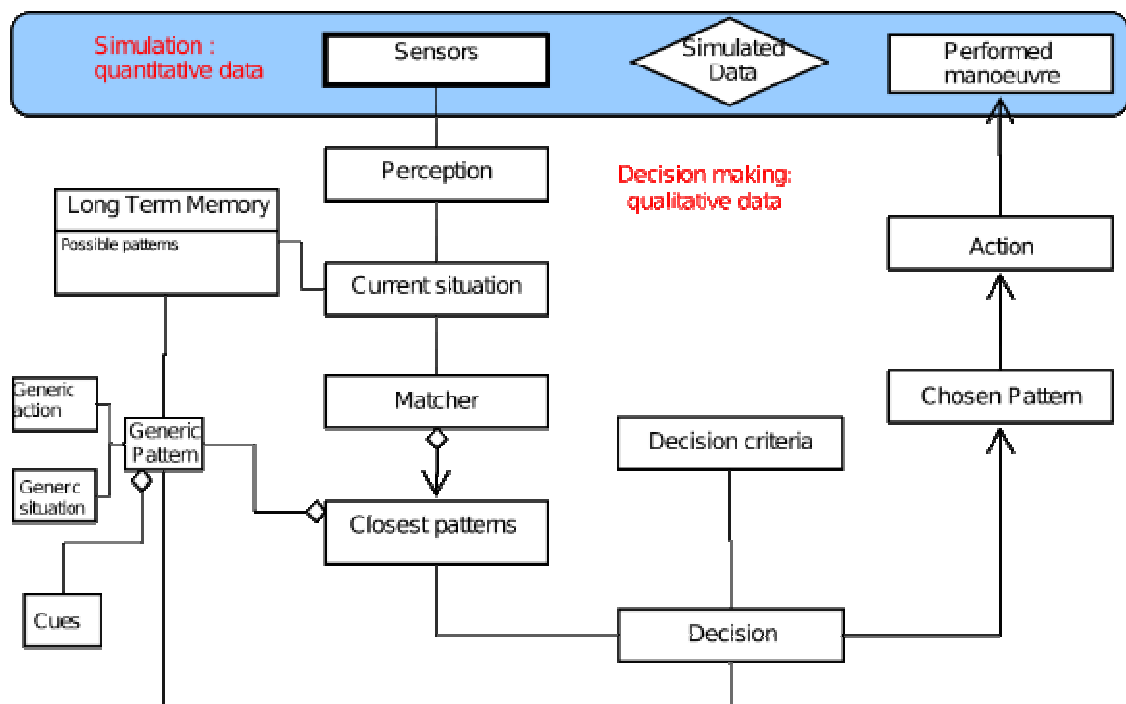 Simulation :
quantitative data
Sensors
Simulated
Data
Performed
manoeuvre
Perception
Decision making:
qualitative data
Long Term Memory
Possible patterns
Current situation
Action
Generic
action
Matcher
Chosen Pattern
Generic
Pattern
Decision criteria
Generc
situation
Closest patterns
Cues
Decision